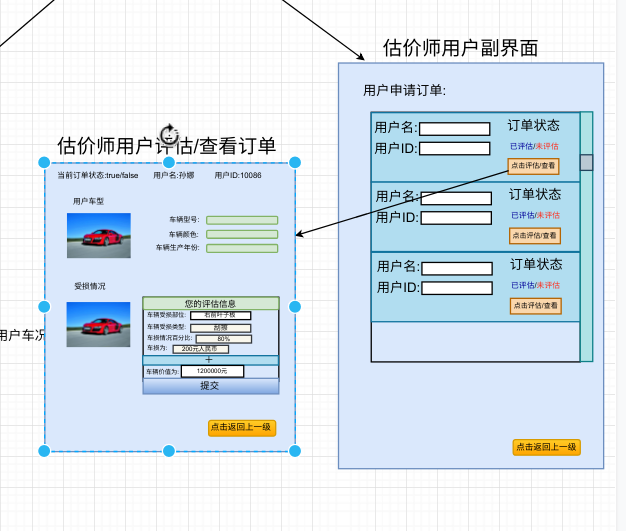 估价师用户副界面
用户申请订单:
用户名:
订单状态
用户ID:
已评估/未评估
点击评估/查看
用户名:
订单状态
用户ID:
已评估/未评估
点击评估/查看
用户名:
订单状态
用户ID:
已评估/未评估
点击评估/查看
点击返回上一级
估价师用户评估/查看订单
当前订单状态:true/false 用户名:孙娜 用户ID:10086
用户车型
车辆型号:
车辆颜色:
车辆生产年份:
受损情况
您的评估信息
车辆受损部位: 右前叶子板
车辆受损类型: 刮擦
车损情况百分比: 80%
车损为: 200元人民币
+
车辆价值为: 1200000元
提交
点击返回上一级
用户车况